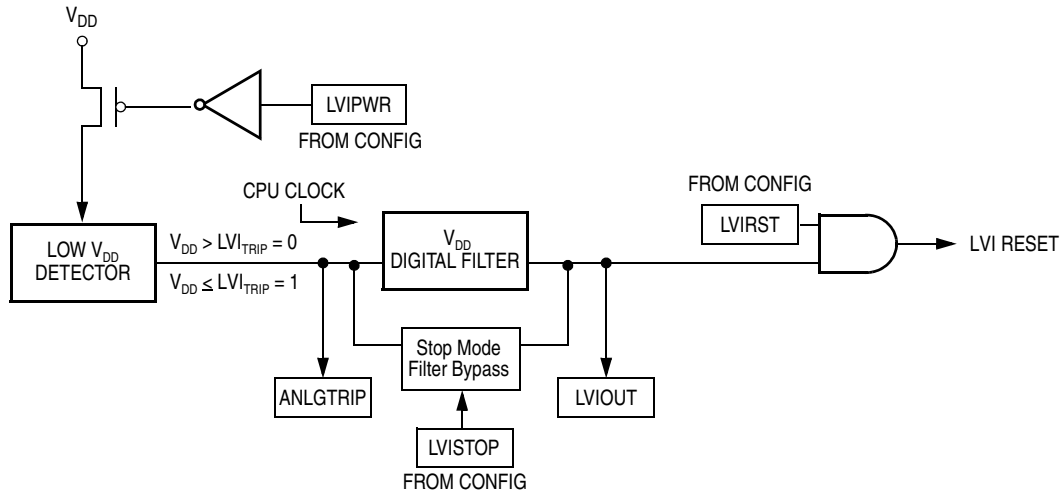 VDD
LVIPWR
FROM CONFIG
CPU CLOCK
FROM CONFIG
LVIRST
LOW VDD
DETECTOR
VDD > LVITRIP = 0
VDD ≤ LVITRIP = 1
VDD
DIGITAL FILTER
LVI RESET
Stop Mode
Filter Bypass
ANLGTRIP
LVIOUT
LVISTOP
FROM CONFIG